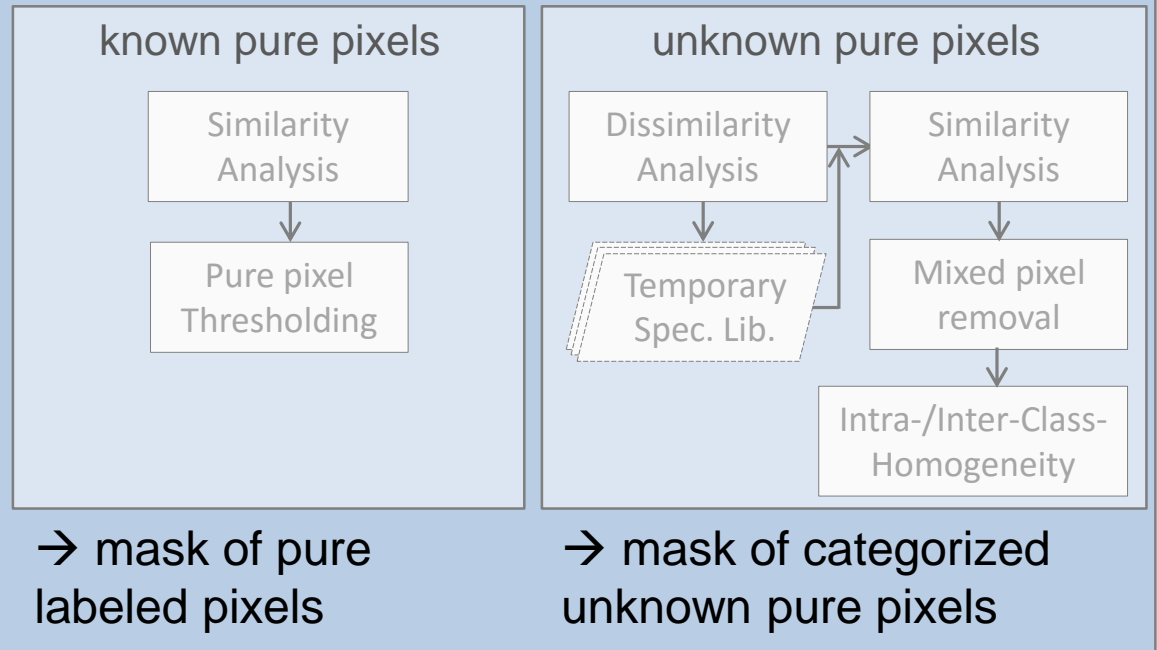 known pure pixels
Similarity
Analysis
Pure pixel
Thresholding
→ mask of pure
labeled pixels
unknown pure pixels
Dissimilarity
Analysis
Temporary
Spec. Lib.
Similarity
Analysis
Mixed pixel
removal
Intra-/Inter-Class-
Homogeneity
→ mask of categorized
unknown pure pixels